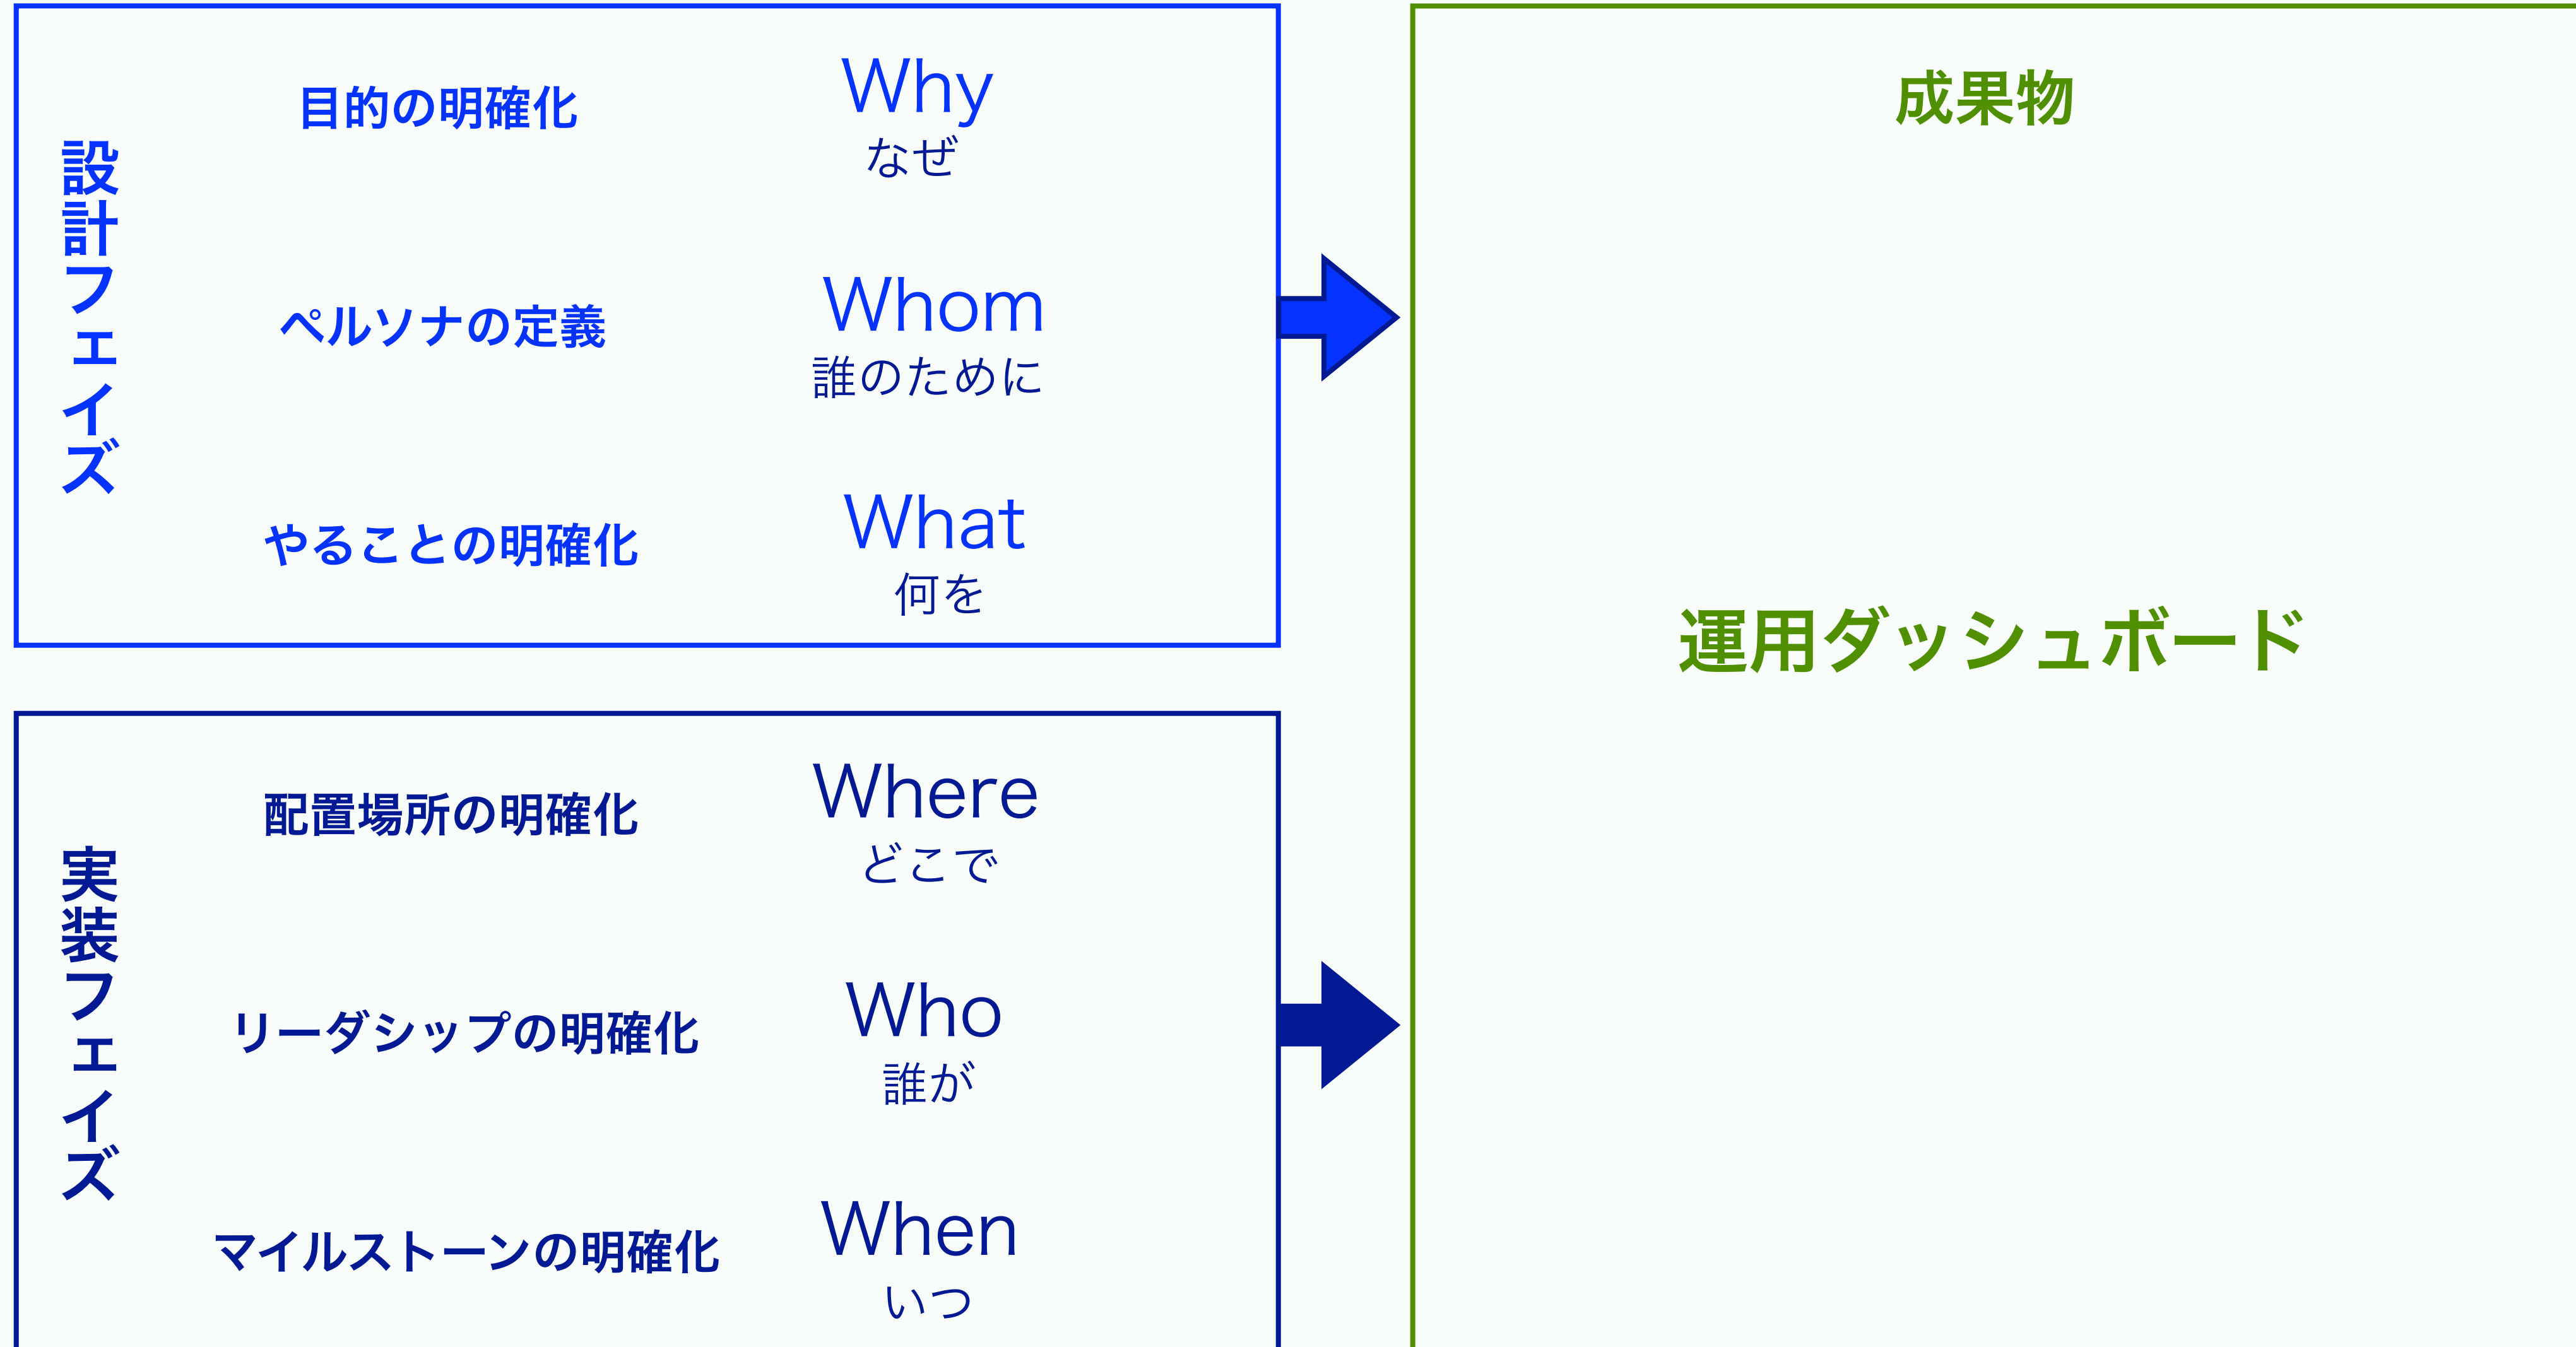 設計フェイズ
目的の明確化
Why
なぜ
ペルソナの定義
Whom
誰のために
やることの明確化
What
何を
実装フェイズ
配置場所の明確化
Where
どこで
リーダシップの明確化
Who
誰が
マイルストーンの明確化
When
いつ
成果物
運用ダッシュボード